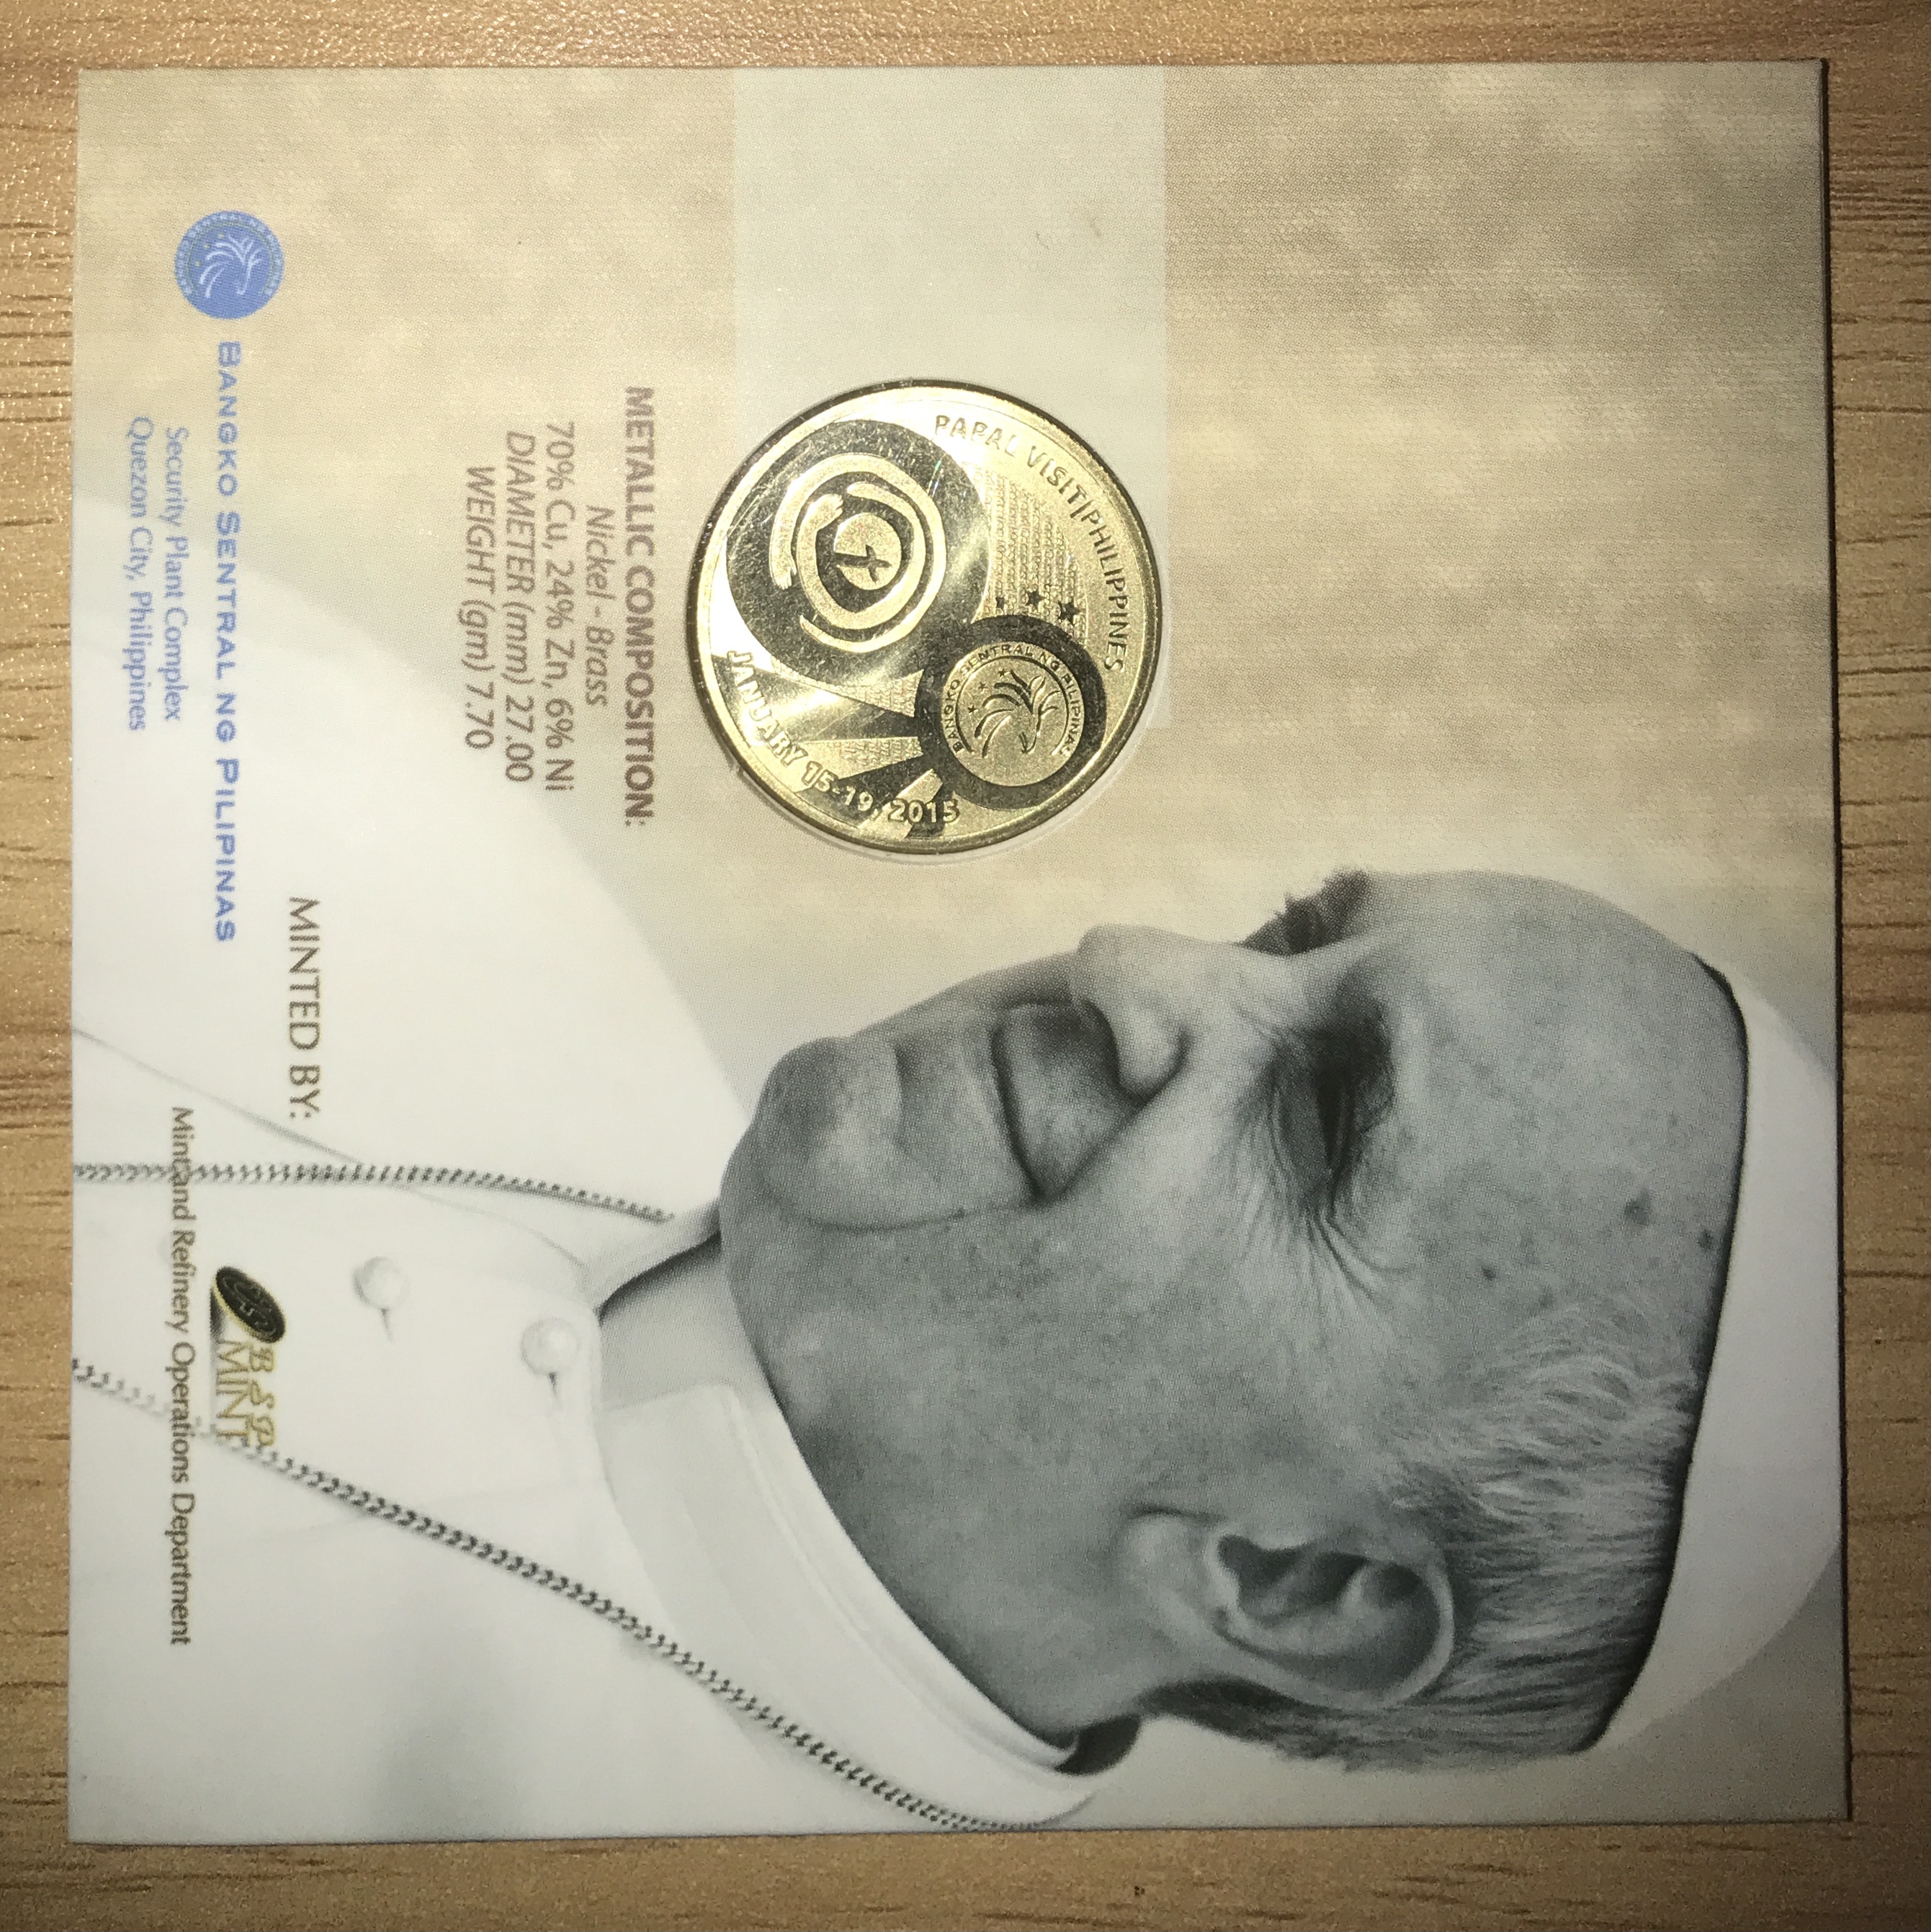 PAPAL VISIT|PHILIPPINES
BANGKO SENTRAL NG PILIPINAS
JANUARY 15-19, 2015
METALLIC COMPOSITION:
Nickel - Brass
70% Cu, 24% Zn, 6% Ni
DIAMETER (mm) 27.00
WEIGHT (gm) 7.70
MINTED BY:
BSP
MINT
Mint and Refinery Operations Department
BANGKO SENTRAL NG PILIPINAS
Security Plant Complex
Quezon City, Philippines